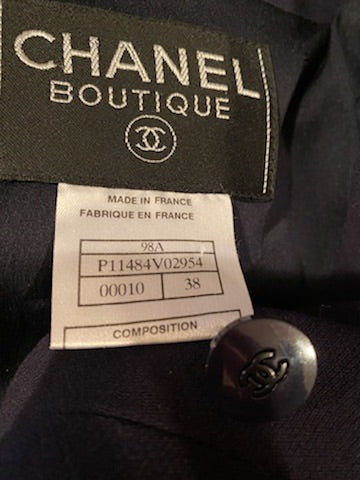 CHANEL
BOUTIQUE
MADE IN FRANCE
FABRIQUE EN FRANCE
98A
P11484V02954
00010 38
COMPOSITION